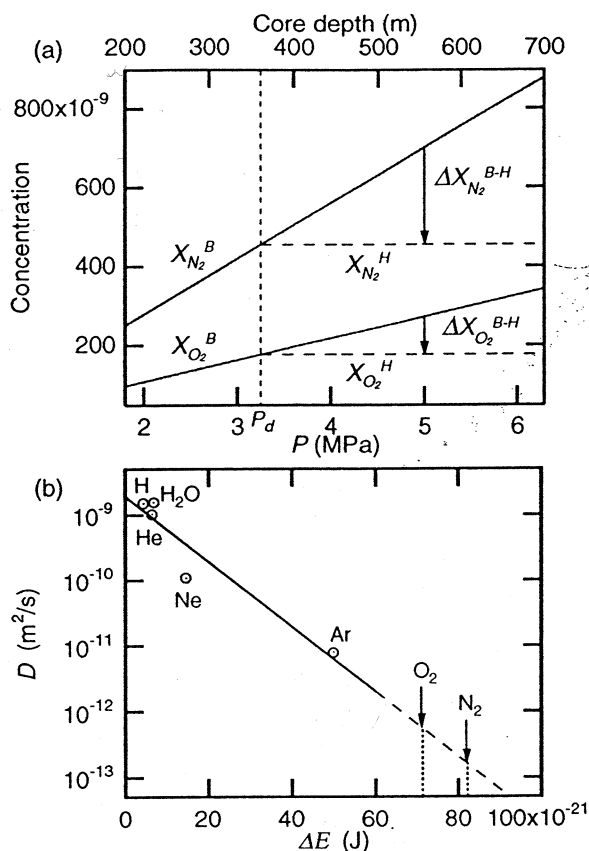 Core depth (m)
200 300 400 500 600 700
(a)
800x10⁻⁹
600
400
200
Concentration
ΔX_N₂^B-H
X_N₂^B
X_N₂^H
ΔX_O₂^B-H
X_O₂^B
X_O₂^H
2 3 P_d 4 5 6
P (MPa)
(b)
H
H₂O
He
Ne
Ar
O₂
N₂
10⁻⁹
10⁻¹⁰
10⁻¹¹
10⁻¹²
10⁻¹³
D (m²/s)
0 20 40 60 80 100x10⁻²¹
ΔE (J)